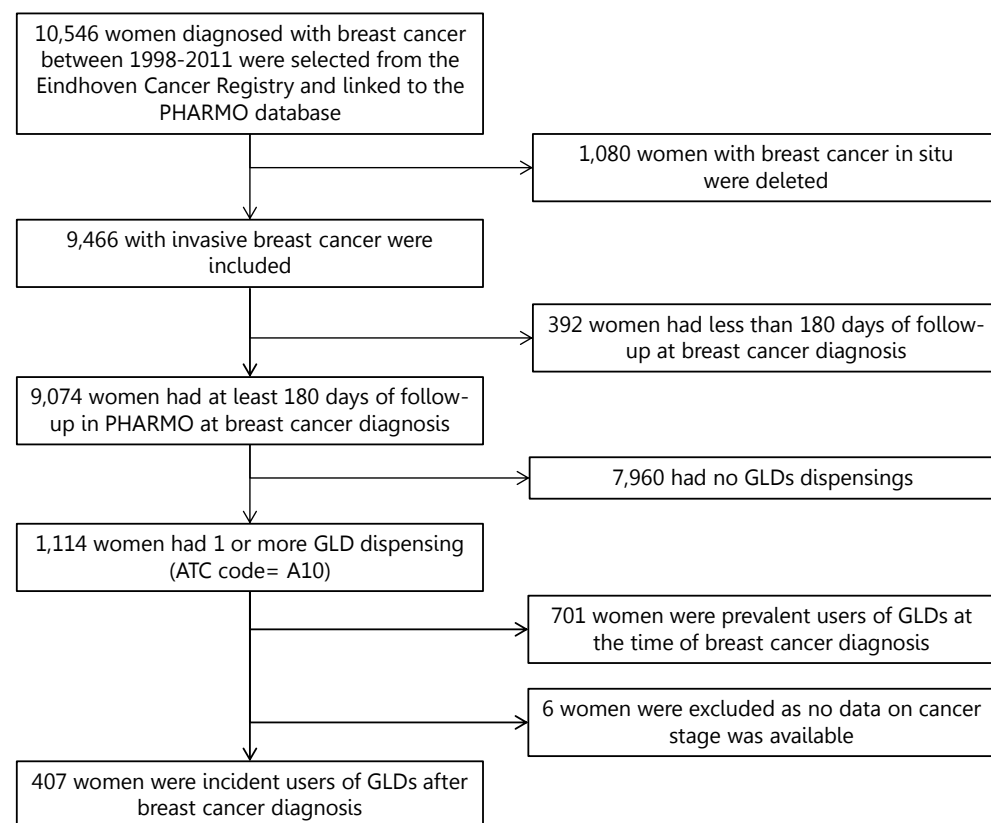 10,546 women diagnosed with breast cancer
between 1998-2011 were selected from the
Eindhoven Cancer Registry and linked to the
PHARMO database
1,080 women with breast cancer in situ
were deleted
9,466 with invasive breast cancer were
included
392 women had less than 180 days of follow-
up at breast cancer diagnosis
9,074 women had at least 180 days of follow-
up in PHARMO at breast cancer diagnosis
7,960 had no GLDs dispensings
1,114 women had 1 or more GLD dispensing
(ATC code= A10)
701 women were prevalent users of GLDs at
the time of breast cancer diagnosis
6 women were excluded as no data on cancer
stage was available
407 women were incident users of GLDs after
breast cancer diagnosis